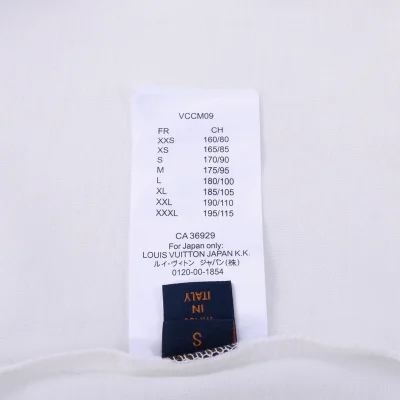 VCCM09
FR CH
XXS 160/80
XS 165/85
S 170/90
M 175/95
L 180/100
XL 185/105
XXL 190/110
XXXL 195/115
CA 36929
For Japan only:
LOUIS VUITTON JAPAN K.K.
ルイ・ヴィトン ジャパン(株)
0120-00-1854
ITALY
IN
S